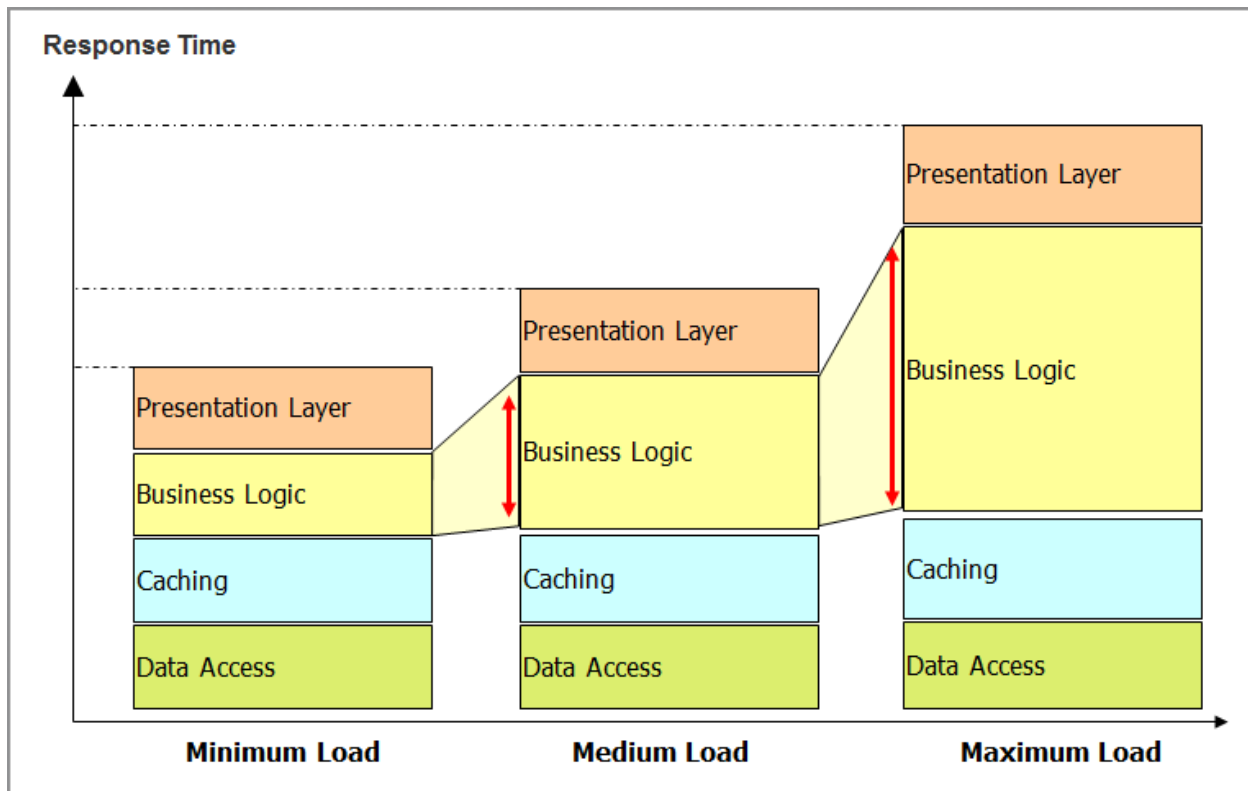 Response Time
Presentation Layer
Business Logic
Caching
Data Access
Presentation Layer
Business Logic
Caching
Data Access
Presentation Layer
Business Logic
Caching
Data Access
Minimum Load
Medium Load
Maximum Load